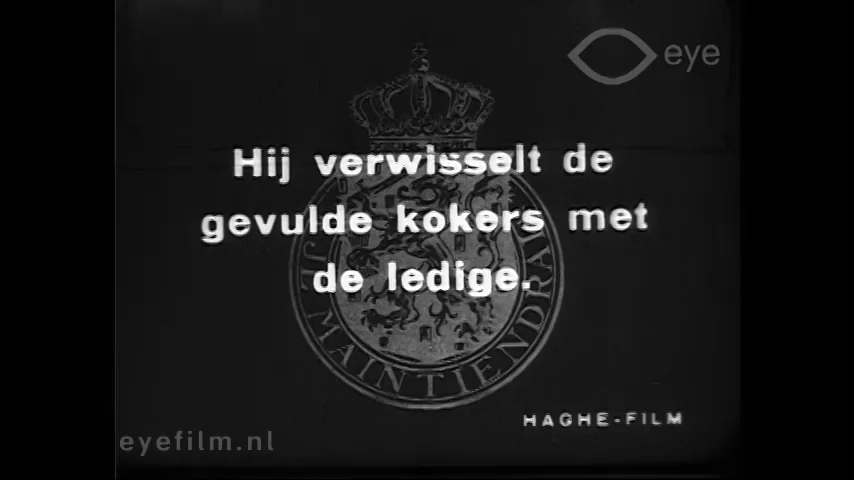 eye
Hij verwisselt de
gevulde kokers met
de ledige.
JE MAINTIENDRAI
HAGHE-FILM
eyefilm.nl